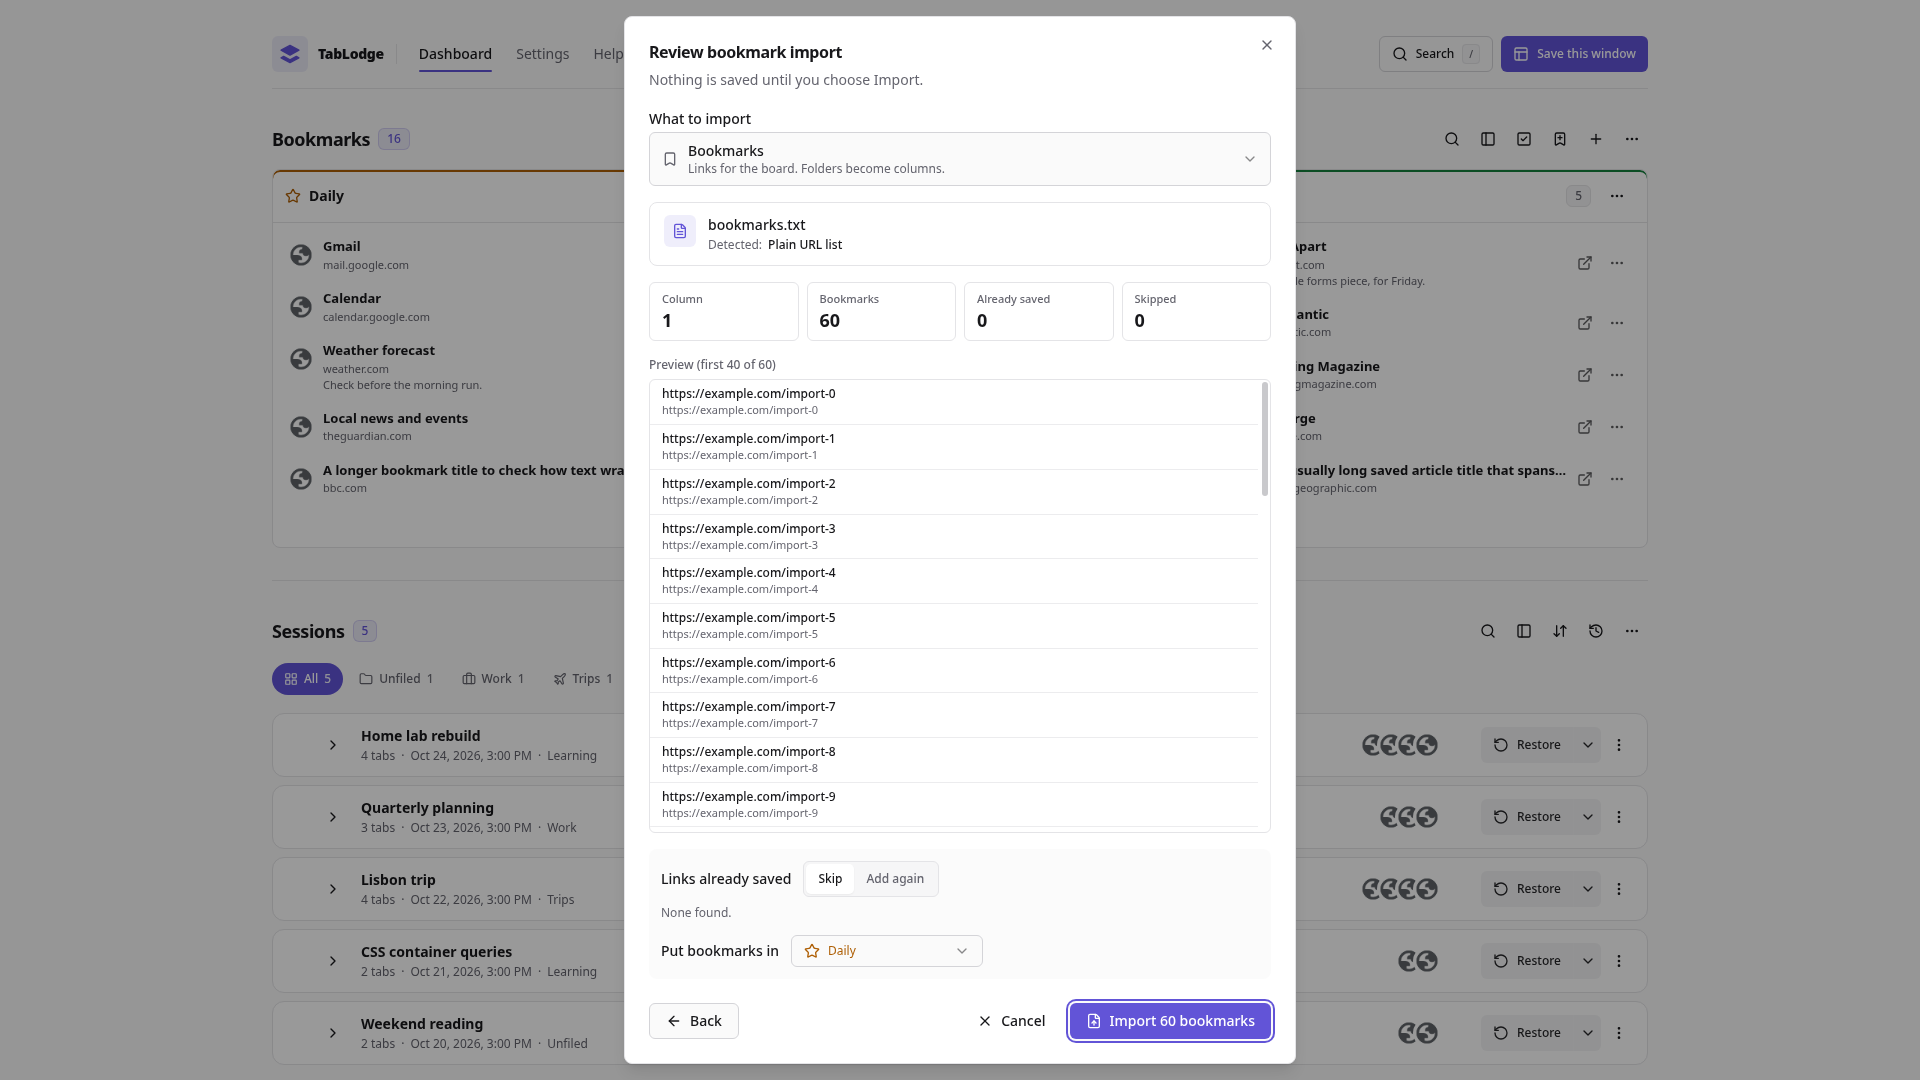 TabLodge
Dashboard
Settings
Help
Search /
Save this window
Review bookmark import
Nothing is saved until you choose Import.
What to import
Bookmarks
Links for the board. Folders become columns.
bookmarks.txt
Detected: Plain URL list
Column
1
Bookmarks
60
Already saved
0
Skipped
0
Preview (first 40 of 60)
https://example.com/import-0
https://example.com/import-0
https://example.com/import-1
https://example.com/import-1
https://example.com/import-2
https://example.com/import-2
https://example.com/import-3
https://example.com/import-3
https://example.com/import-4
https://example.com/import-4
https://example.com/import-5
https://example.com/import-5
https://example.com/import-6
https://example.com/import-6
https://example.com/import-7
https://example.com/import-7
https://example.com/import-8
https://example.com/import-8
https://example.com/import-9
https://example.com/import-9
Links already saved
Skip
Add again
None found.
Put bookmarks in
Daily
Back
Cancel
Import 60 bookmarks
Bookmarks 16
Daily
Gmail
mail.google.com
Calendar
calendar.google.com
Weather forecast
weather.com
Check before the morning run.
Local news and events
theguardian.com
A longer bookmark title to check how text wra
bbc.com
5
Apart
t.com
le forms piece, for Friday.
antic
ic.com
ing Magazine
gmagazine.com
rge
.com
sually long saved article title that spans...
geographic.com
Sessions 5
All 5
Unfiled 1
Work 1
Trips 1
Home lab rebuild
4 tabs · Oct 24, 2026, 3:00 PM · Learning
Restore
Quarterly planning
3 tabs · Oct 23, 2026, 3:00 PM · Work
Restore
Lisbon trip
4 tabs · Oct 22, 2026, 3:00 PM · Trips
Restore
CSS container queries
2 tabs · Oct 21, 2026, 3:00 PM · Learning
Restore
Weekend reading
2 tabs · Oct 20, 2026, 3:00 PM · Unfiled
Restore